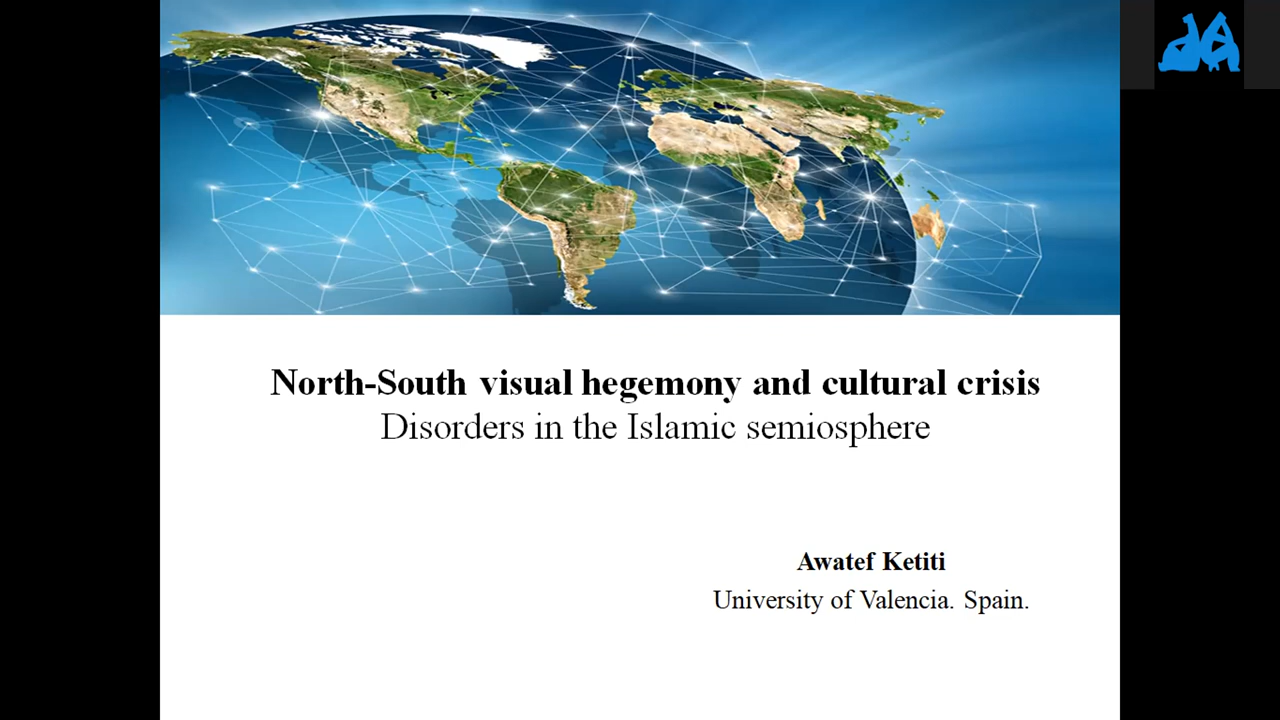 North-South visual hegemony and cultural crisis
Disorders in the Islamic semiosphere
Awatef Ketiti
University of Valencia. Spain.